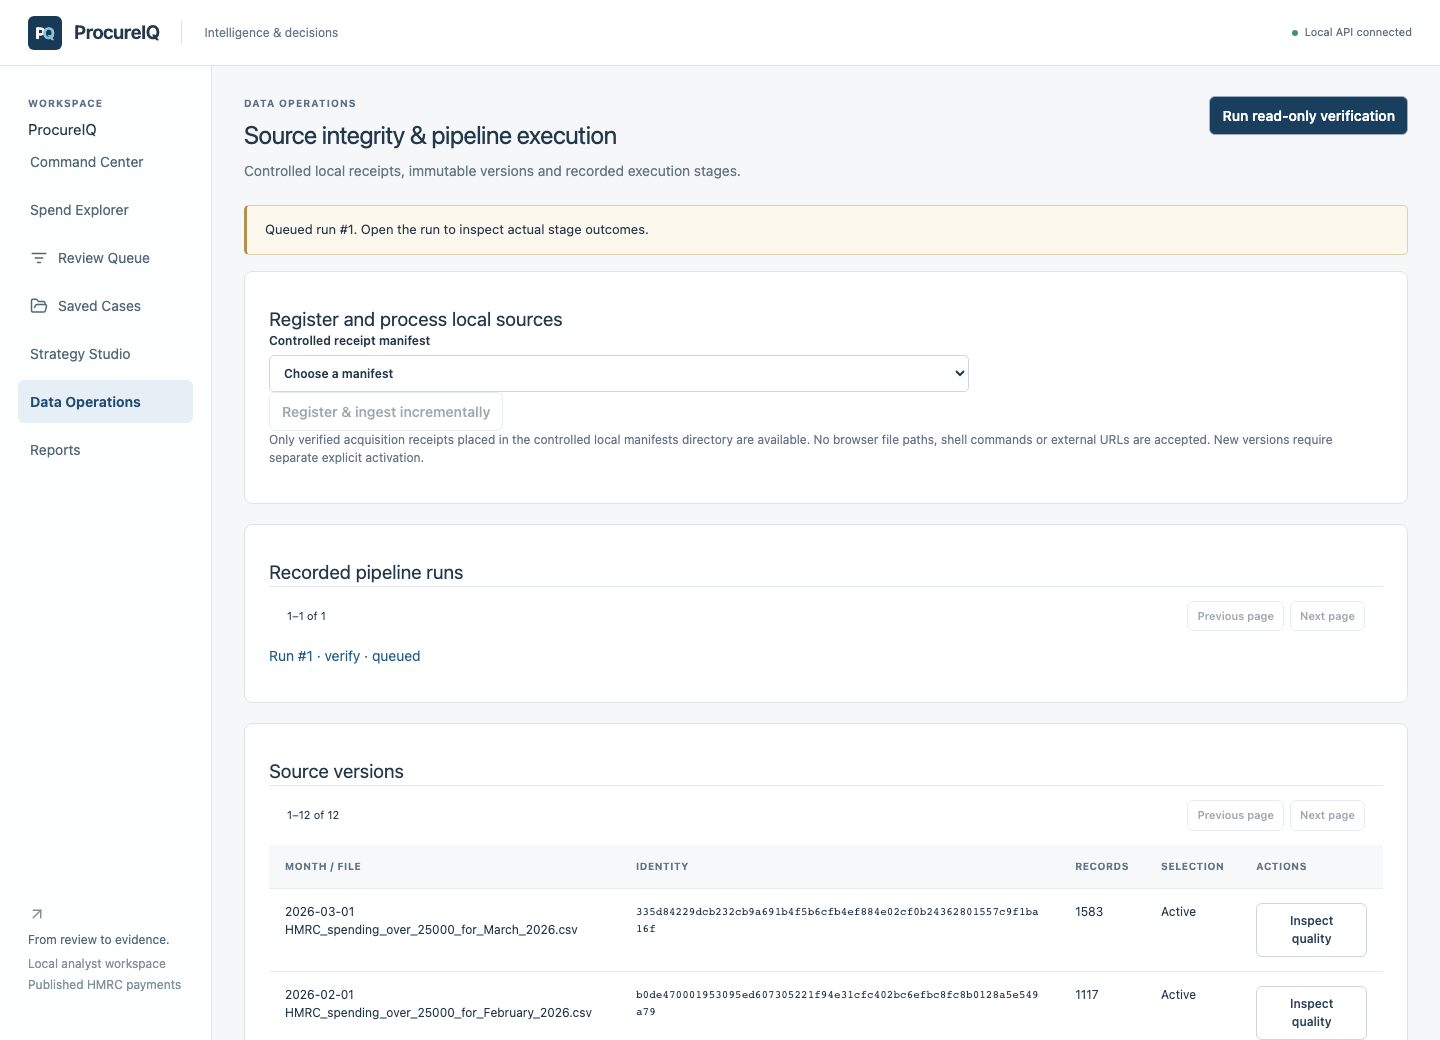 PQ ProcureIQ
Intelligence & decisions
Local API connected
WORKSPACE
ProcureIQ
Command Center
Spend Explorer
Review Queue
Saved Cases
Strategy Studio
Data Operations
Reports
From review to evidence.
Local analyst workspace
Published HMRC payments
DATA OPERATIONS
Source integrity & pipeline execution
Controlled local receipts, immutable versions and recorded execution stages.
Run read-only verification
Queued run #1. Open the run to inspect actual stage outcomes.
Register and process local sources
Controlled receipt manifest
Choose a manifest
Register & ingest incrementally
Only verified acquisition receipts placed in the controlled local manifests directory are available. No browser file paths, shell commands or external URLs are accepted. New versions require
separate explicit activation.
Recorded pipeline runs
1–1 of 1
Previous page
Next page
Run #1 · verify · queued
Source versions
1–12 of 12
Previous page
Next page
MONTH / FILE IDENTITY RECORDS SELECTION ACTIONS
2026-03-01
HMRC_spending_over_25000_for_March_2026.csv
335d84229dcb232cb9a691b4f5b6cfb4ef884e02cf0b24362801557c9f1ba
16f
1583
Active
Inspect
quality
2026-02-01
HMRC_spending_over_25000_for_February_2026.csv
b0de470001953095ed607305221f94e31cfc402bc6efbc8fc8b0128a5e549
a79
1117
Active
Inspect
quality